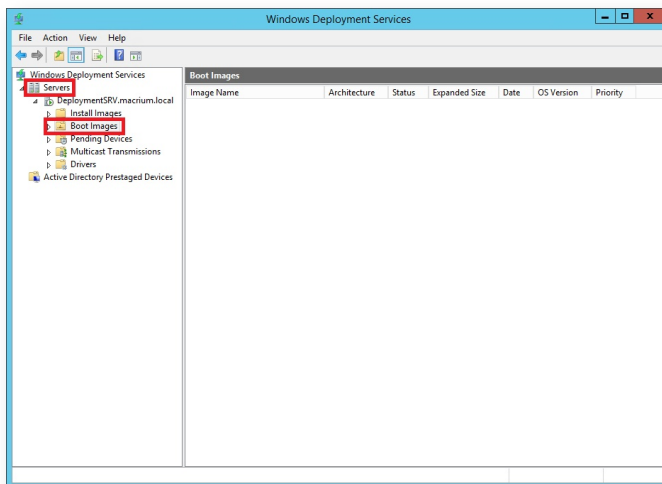 Windows Deployment Services
File Action View Help
Windows Deployment Services
Servers
DeploymentSRV.macrium.local
Install Images
Boot Images
Pending Devices
Multicast Transmissions
Drivers
Active Directory Prestaged Devices
Boot Images
Image Name Architecture Status Expanded Size Date OS Version Priority